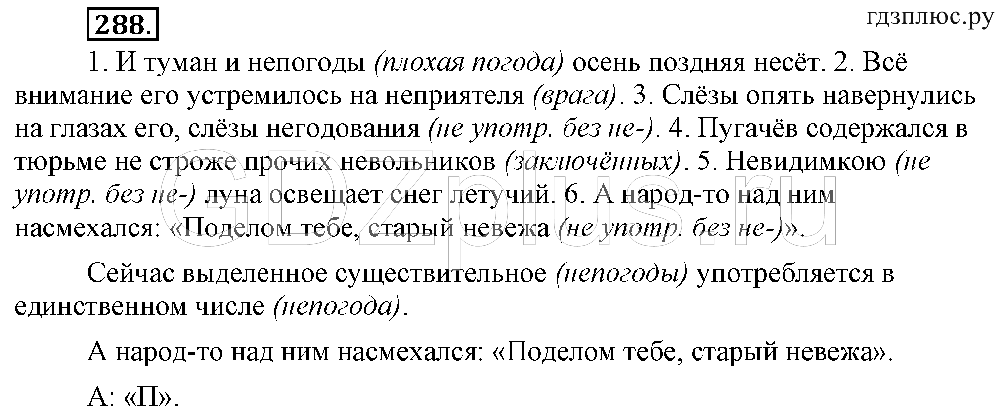 288.
гдзплюс.ру
1. И туман и непогоды (плохая погода) осень поздняя несёт. 2. Всё
внимание его устремилось на неприятеля (врага). 3. Слёзы опять навернулись
на глазах его, слёзы негодования (не употр. без не-). 4. Пугачёв содержался в
тюрьме не строже прочих невольников (заключённых). 5. Невидимкою (не
употр. без не-) луна освещает снег летучий. 6. А народ-то над ним
насмехался: «Поделом тебе, старый невежа (не употр. без не-)».
GDZplus.ru
Сейчас выделенное существительное (непогоды) употребляется в
единственном числе (непогода).
А народ-то над ним насмехался: «Поделом тебе, старый невежа».
А: «П».